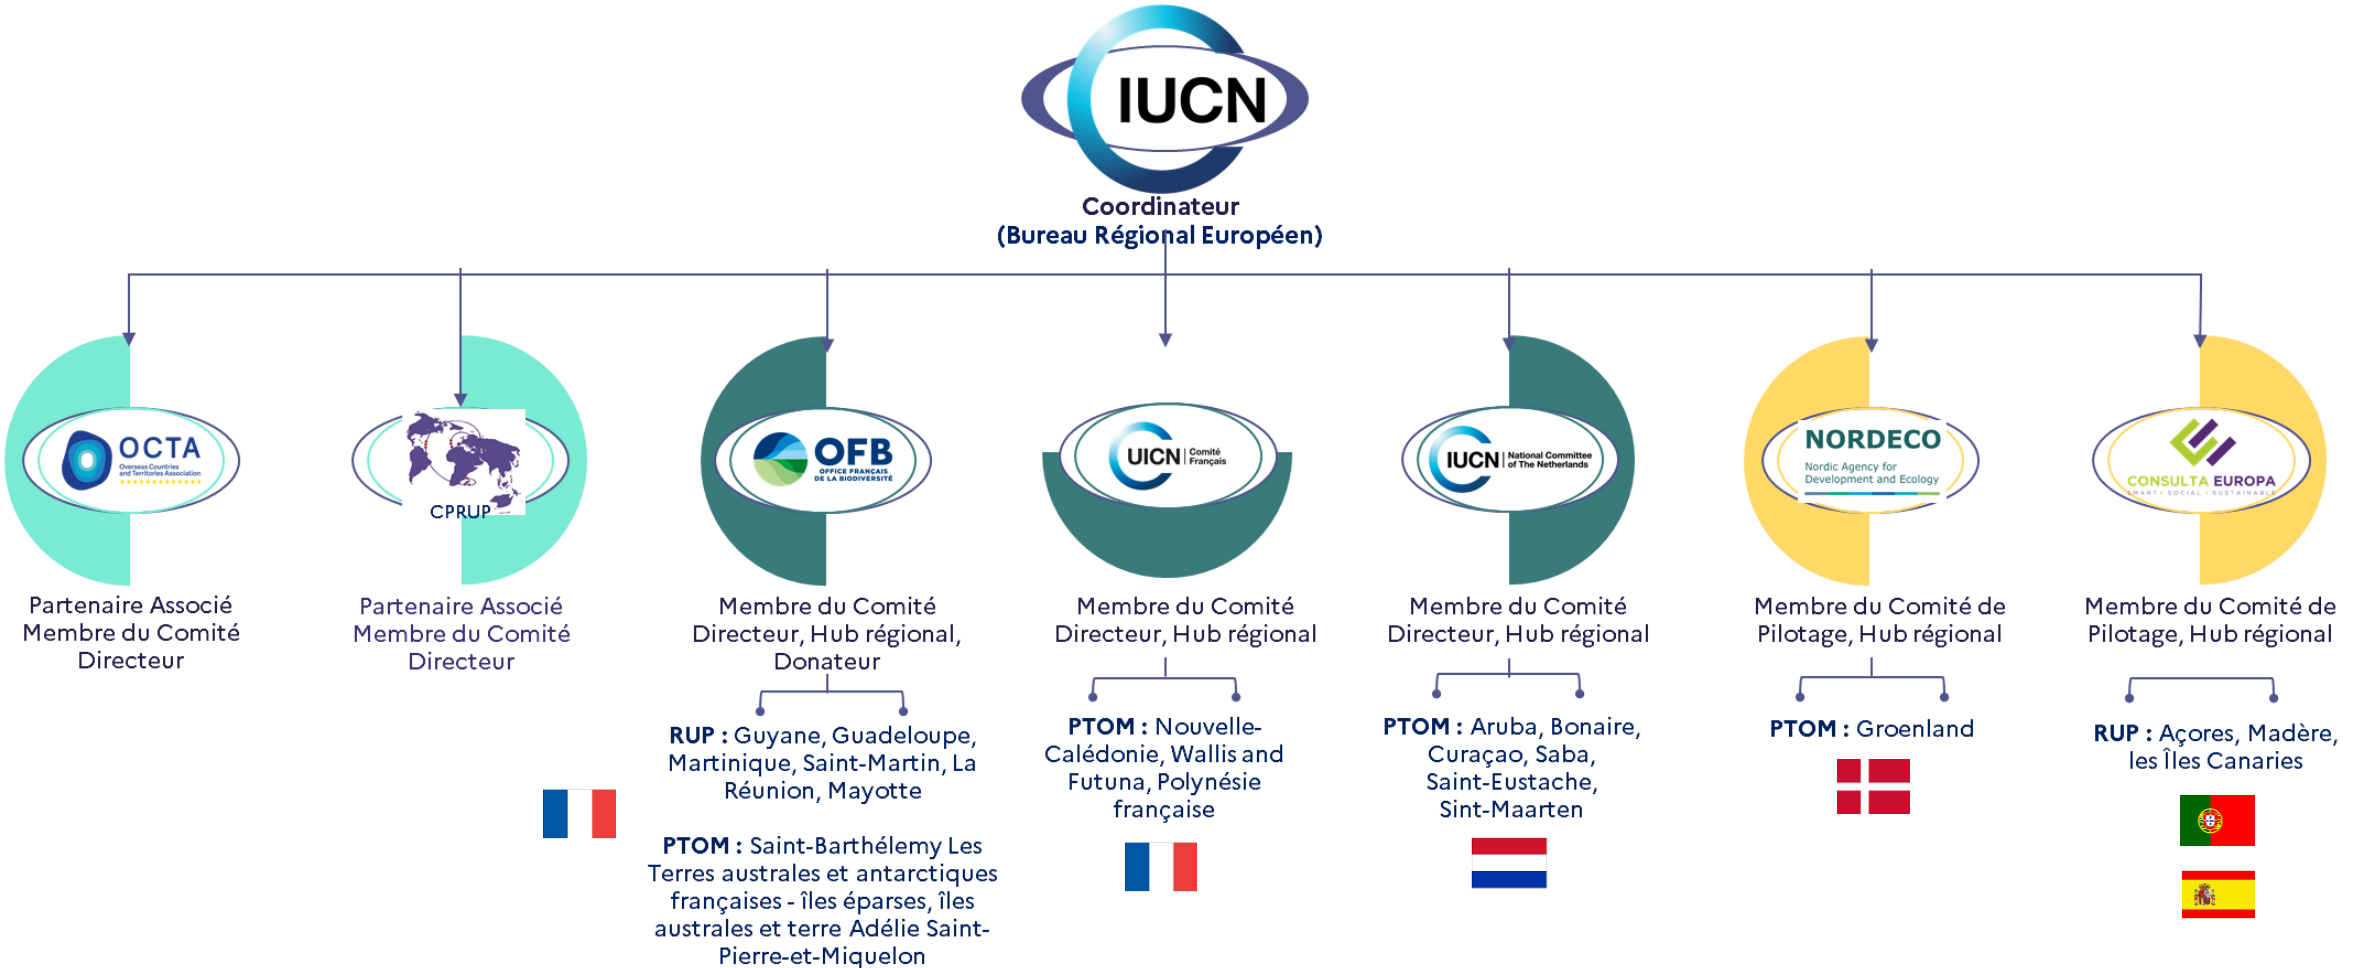 IUCN
Coordinateur
(Bureau Régional Européen)
OCTA
Overseas Countries
and Territories Association
Partenaire Associé
Membre du Comité
Directeur
CPRUP
Partenaire Associé
Membre du Comité
Directeur
OFB
OFFICE FRANÇAIS
DE LA BIODIVERSITÉ
Membre du Comité
Directeur, Hub régional,
Donateur
RUP : Guyane, Guadeloupe,
Martinique, Saint-Martin, La
Réunion, Mayotte
PTOM : Saint-Barthélemy Les
Terres australes et antarctiques
françaises - îles éparses, îles
australes et terre Adélie Saint-
Pierre-et-Miquelon
UICN | Comité
Français
Membre du Comité
Directeur, Hub régional
PTOM : Nouvelle-
Calédonie, Wallis and
Futuna, Polynésie
française
IUCN | National Committee
of The Netherlands
Membre du Comité
Directeur, Hub régional
PTOM : Aruba, Bonaire,
Curaçao, Saba,
Saint-Eustache,
Sint-Maarten
NORDECO
Nordic Agency for
Development and Ecology
Membre du Comité de
Pilotage, Hub régional
PTOM : Groenland
CONSULTA EUROPA
SMART • SOCIAL • SUSTAINABLE
Membre du Comité de
Pilotage, Hub régional
RUP : Açores, Madère,
les Îles Canaries